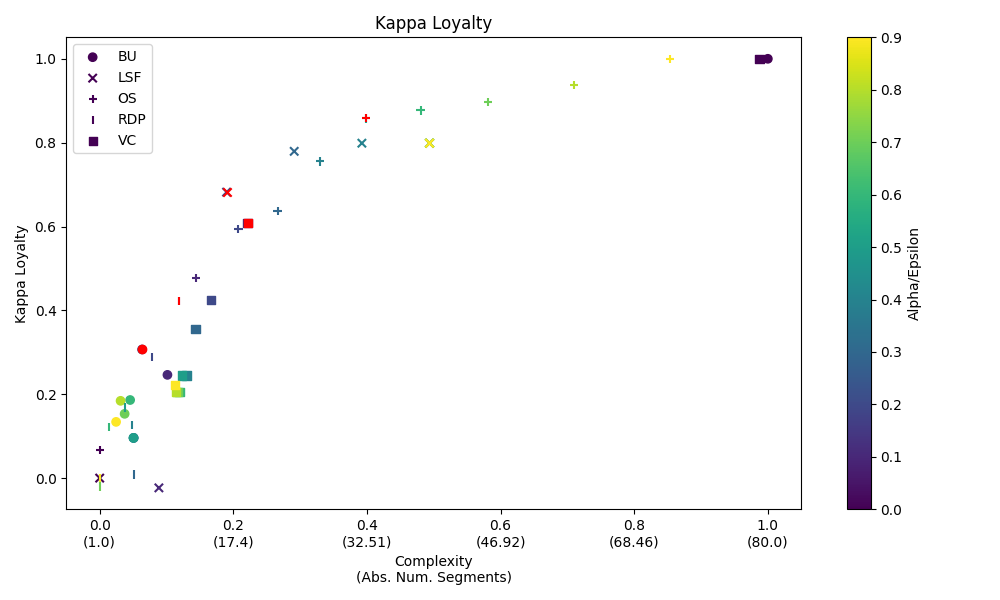 Kappa Loyalty
BU
LSF
OS
RDP
VC
Kappa Loyalty
1.0
0.8
0.6
0.4
0.2
0.0
0.0 0.2 0.4 0.6 0.8 1.0
(1.0) (17.4) (32.51) (46.92) (68.46) (80.0)
Complexity
(Abs. Num. Segments)
0.9
0.8
0.7
0.6
0.5
0.4
0.3
0.2
0.1
0.0
Alpha/Epsilon